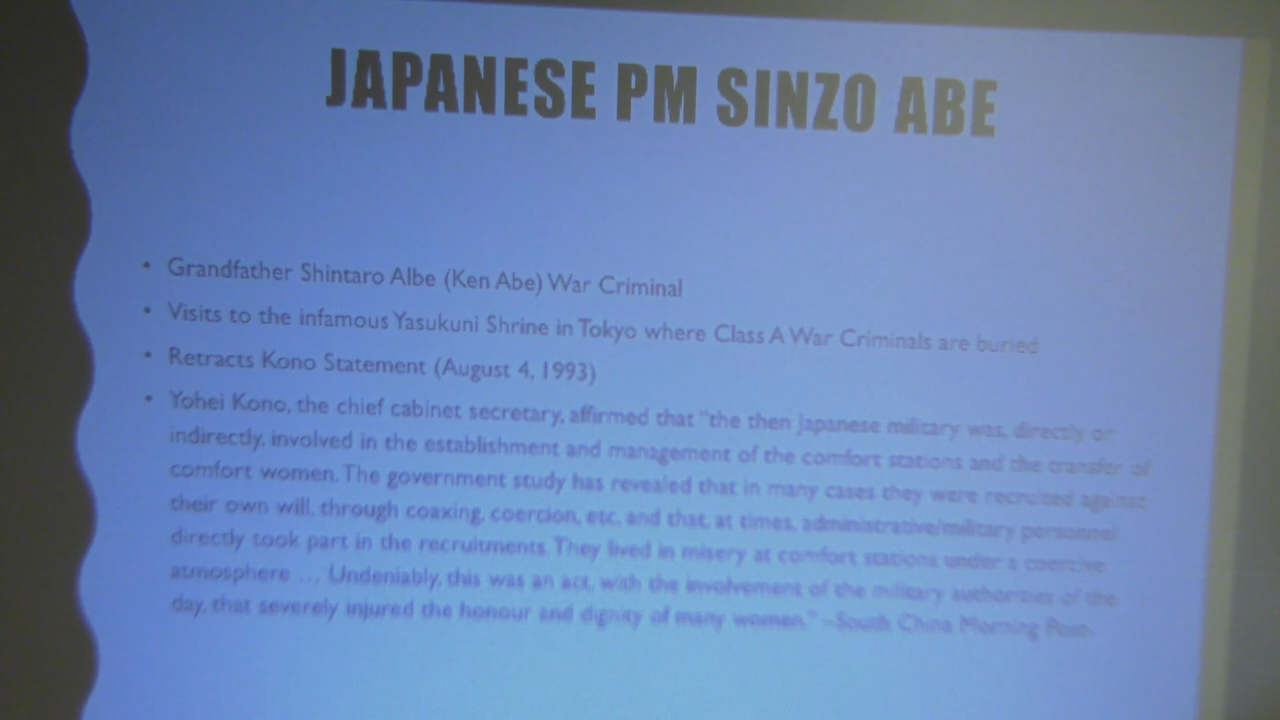 JAPANESE PM SINZO ABE
• Grandfather Shintaro Albe (Ken Abe) War Criminal
• Visits to the infamous Yasukuni Shrine in Tokyo where Class A War Criminals are buried
• Retracts Kono Statement (August 4, 1993)
• Yohei Kono, the chief cabinet secretary, affirmed that "the then Japanese military was, directly or
indirectly, involved in the establishment and management of the comfort stations and the transfer of
comfort women. The government study has revealed that in many cases they were recruited against
their own will, through coaxing, coercion, etc. and that, at times, administrative/military personnel
directly took part in the recruitments. They lived in misery at comfort stations under a coercive
atmosphere … Undeniably, this was an act, with the involvement of the military authorities of the
day, that severely injured the honour and dignity of many women." –South China Morning Post